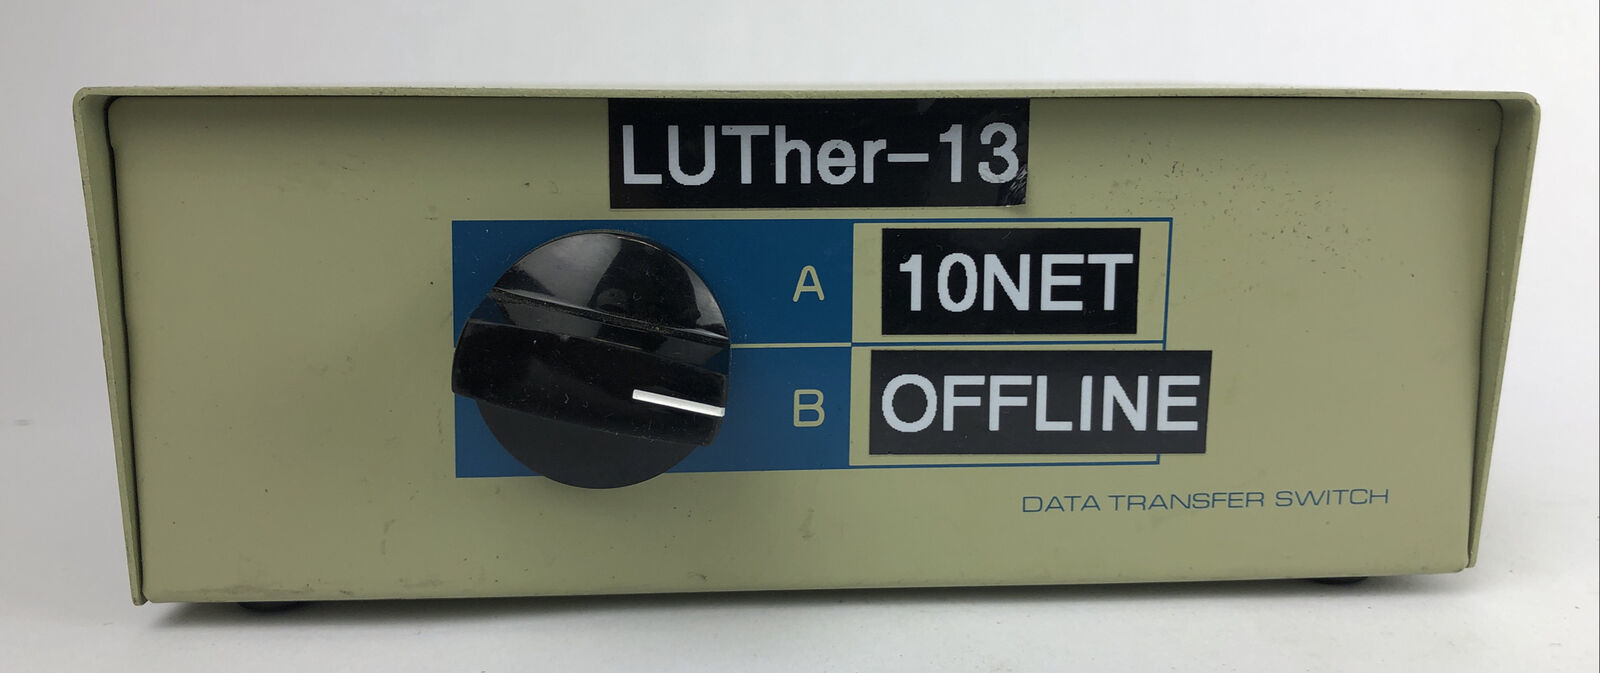 LUTher-13
A 10NET
B OFFLINE
DATA TRANSFER SWITCH